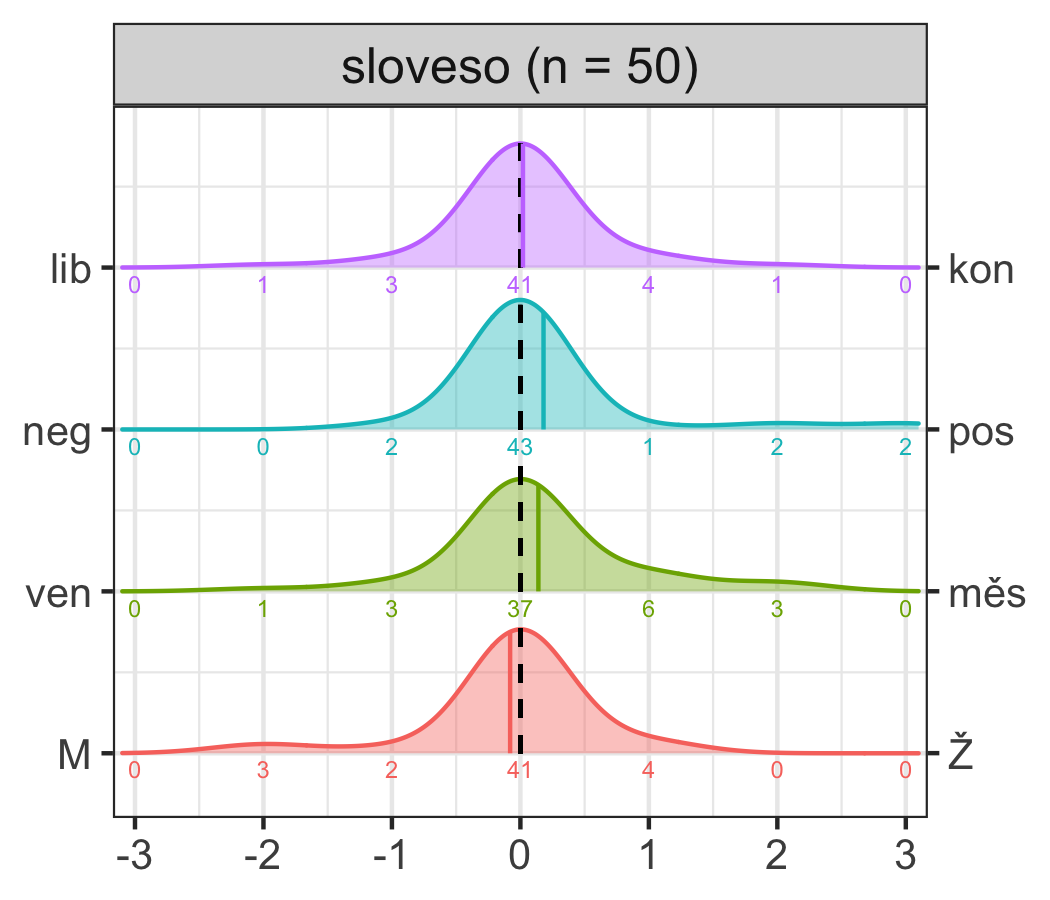 sloveso (n = 50)
lib kon
0 1 3 41 4 1 0
neg pos
0 0 2 43 1 2 2
ven měs
0 1 3 37 6 3 0
M Ž
0 3 2 41 4 0 0
-3 -2 -1 0 1 2 3